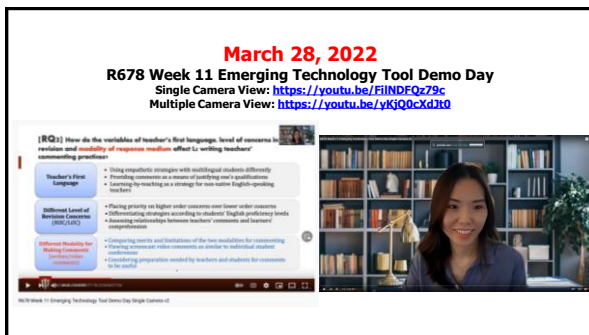 March 28, 2022
R678 Week 11 Emerging Technology Tool Demo Day
Single Camera View: https://youtu.be/FilNDFQz79c
Multiple Camera View: https://youtu.be/yKjQ0cXdJt0
[RQ3] How do the variables of teacher's first language, level of concerns in
revision and modality of response medium affect L2 writing teachers'
commenting practices?
Teacher's First
Language
• Using empathetic strategies with multilingual students differently
• Providing comments as a means of justifying one's qualifications
• Learning-by-teaching as a strategy for non-native English-speaking
teachers
Different Level of
Revision Concerns
(HOC/LOC)
• Placing priority on higher order concerns over lower order concerns
• Differentiating strategies according to students' English proficiency levels
• Assessing relationships between teachers' comments and learners'
comprehension
Different Modality for
Making Comments
(written/video
comments)
• Comparing merits and limitations of the two modalities for commenting
• Viewing screencast video comments as similar to individual student
conferences
• Considering preparation needed by teachers and students for comments
to be useful
R678 Week 11 Emerging Technology Tool Demo Day-Single Camera v2